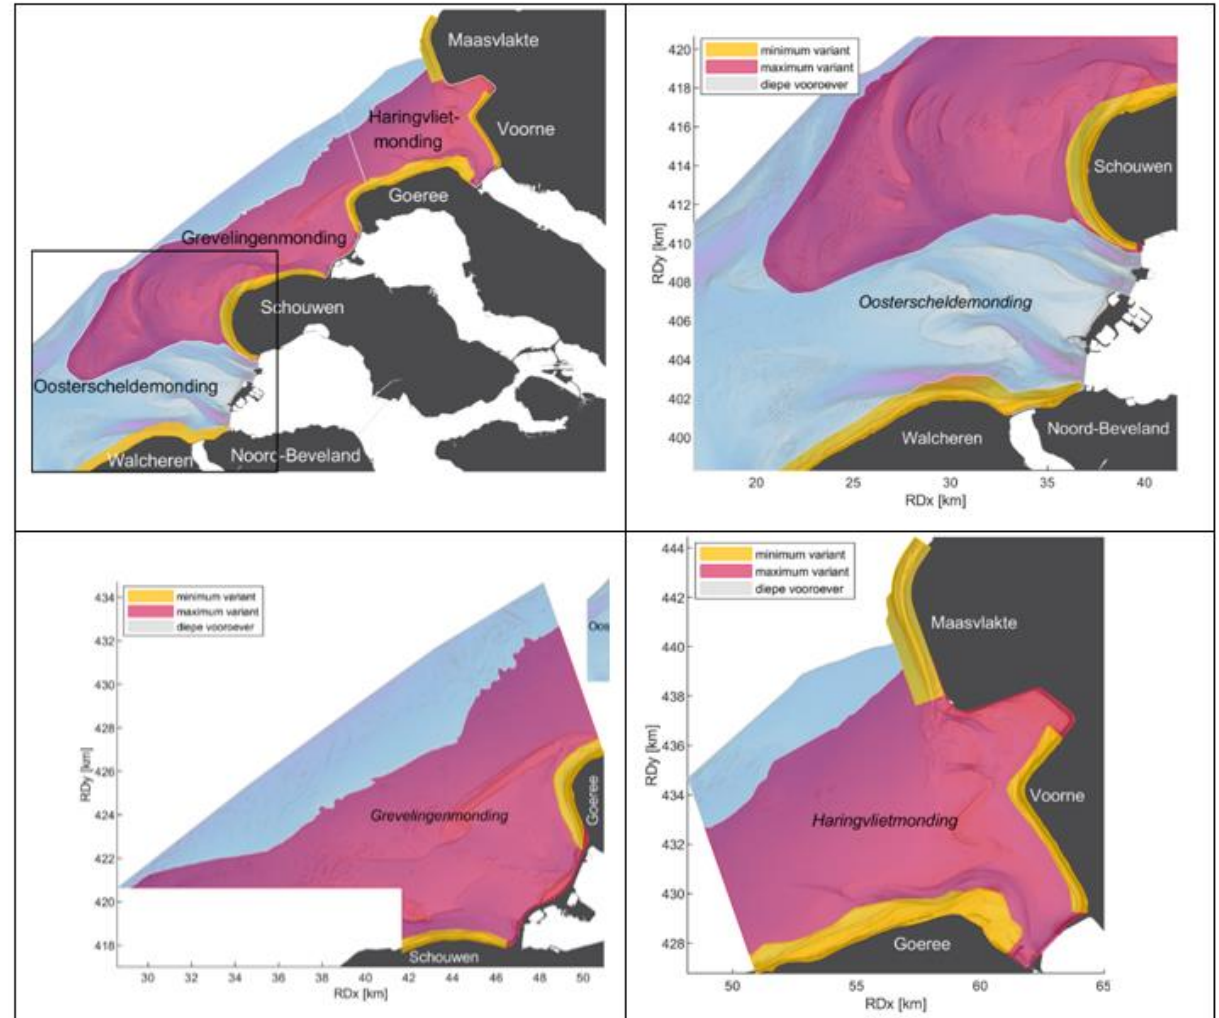 Maasvlakte
Haringvliet-
monding
Voorne
Goeree
Grevelingenmonding
Schouwen
Oosterscheldemonding
Walcheren
Noord-Beveland
minimum variant
maximum variant
diepe vooroever
420
418
416
414
412
410
408
406
404
402
400
RDy [km]
Schouwen
Oosterscheldemonding
Walcheren
Noord-Beveland
20 25 30 35 40
RDx [km]
minimum variant
maximum variant
diepe vooroever
434
432
430
428
426
424
422
420
418
RDy [km]
Oos
Goeree
Grevelingenmonding
Schouwen
30 32 34 36 38 40 42 44 46 48 50
RDx [km]
minimum variant
maximum variant
diepe vooroever
444
442
440
438
436
434
432
430
428
RDy [km]
Maasvlakte
Voorne
Haringvlietmonding
Goeree
50 55 60 65
RDx [km]